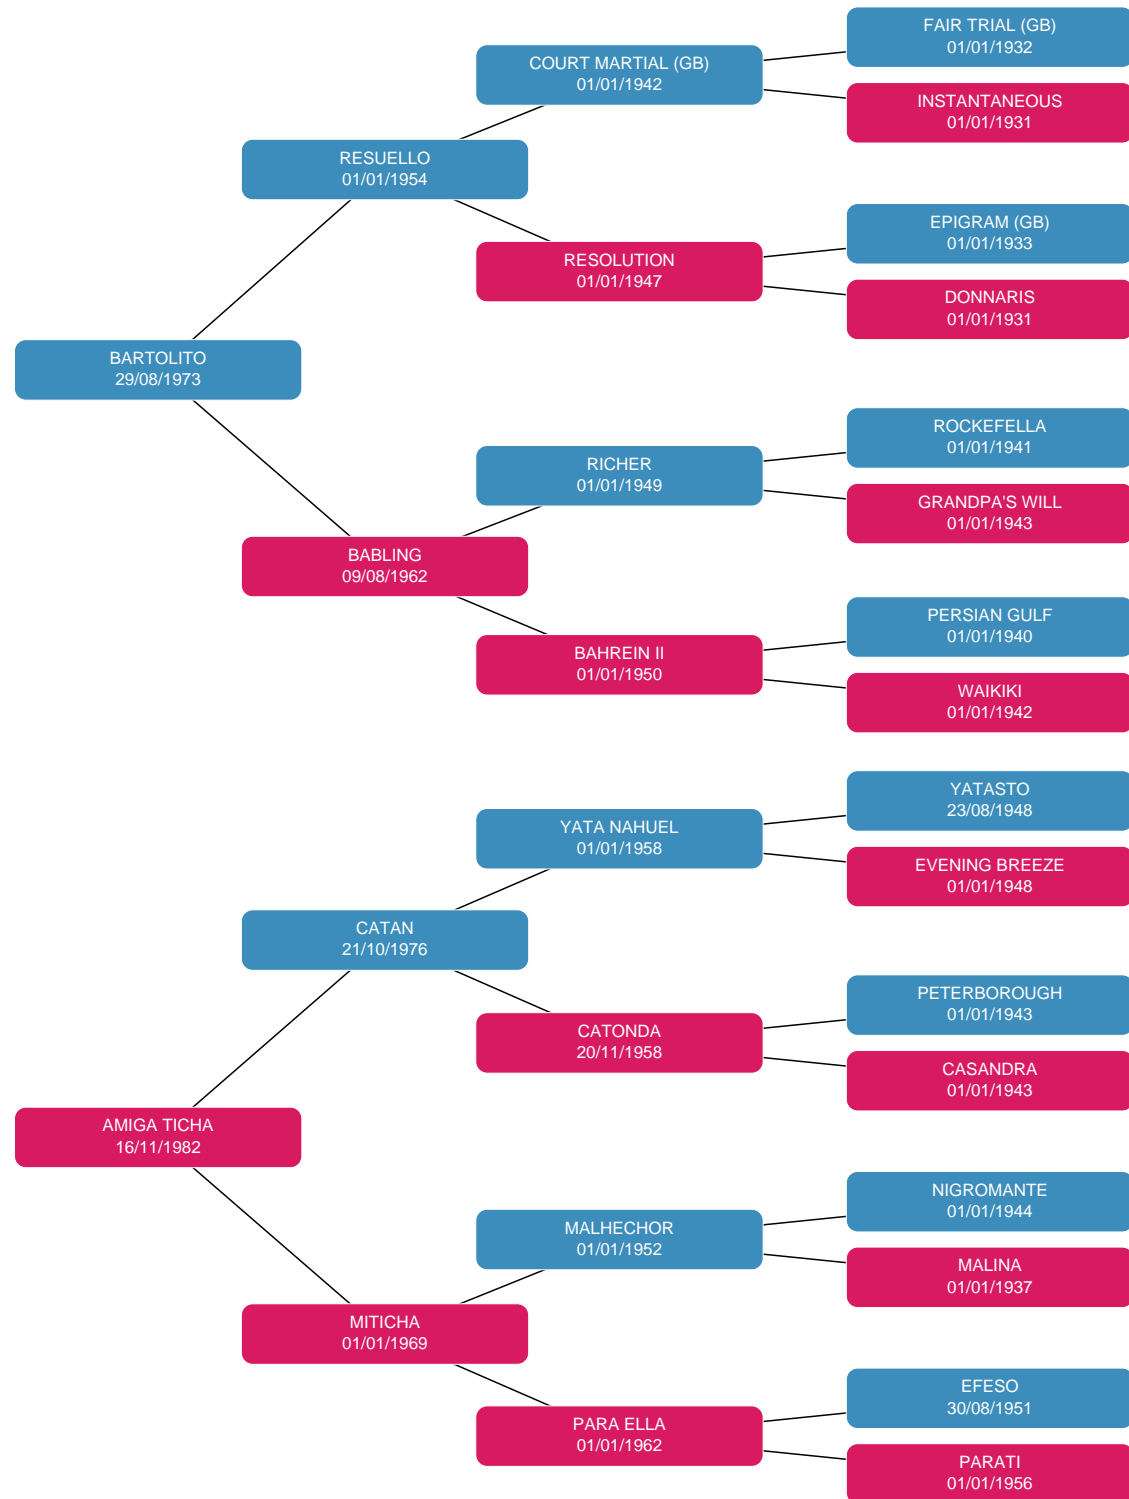 FAIR TRIAL (GB)
01/01/1932
COURT MARTIAL (GB)
01/01/1942
INSTANTANEOUS
01/01/1931
RESUELLO
01/01/1954
EPIGRAM (GB)
01/01/1933
RESOLUTION
01/01/1947
DONNARIS
01/01/1931
BARTOLITO
29/08/1973
ROCKEFELLA
01/01/1941
RICHER
01/01/1949
GRANDPA'S WILL
01/01/1943
BABLING
09/08/1962
PERSIAN GULF
01/01/1940
BAHREIN II
01/01/1950
WAIKIKI
01/01/1942
YATASTO
23/08/1948
YATA NAHUEL
01/01/1958
EVENING BREEZE
01/01/1948
CATAN
21/10/1976
PETERBOROUGH
01/01/1943
CATONDA
20/11/1958
CASANDRA
01/01/1943
AMIGA TICHA
16/11/1982
NIGROMANTE
01/01/1944
MALHECHOR
01/01/1952
MALINA
01/01/1937
MITICHA
01/01/1969
EFESO
30/08/1951
PARA ELLA
01/01/1962
PARATI
01/01/1956